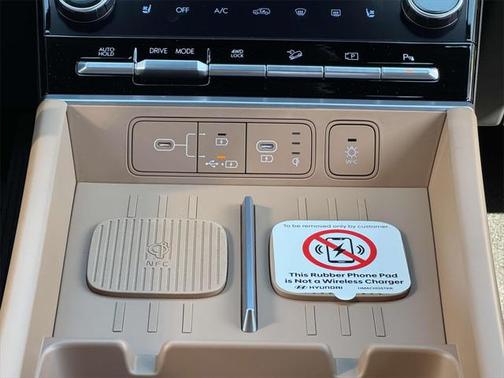 OFF A/C
AUTO HOLD
DRIVE MODE
4WD LOCK
P
P
UV-C
NFC
To be removed only by customer.
This Rubber Phone Pad
is Not a Wireless Charger
HYUNDAI